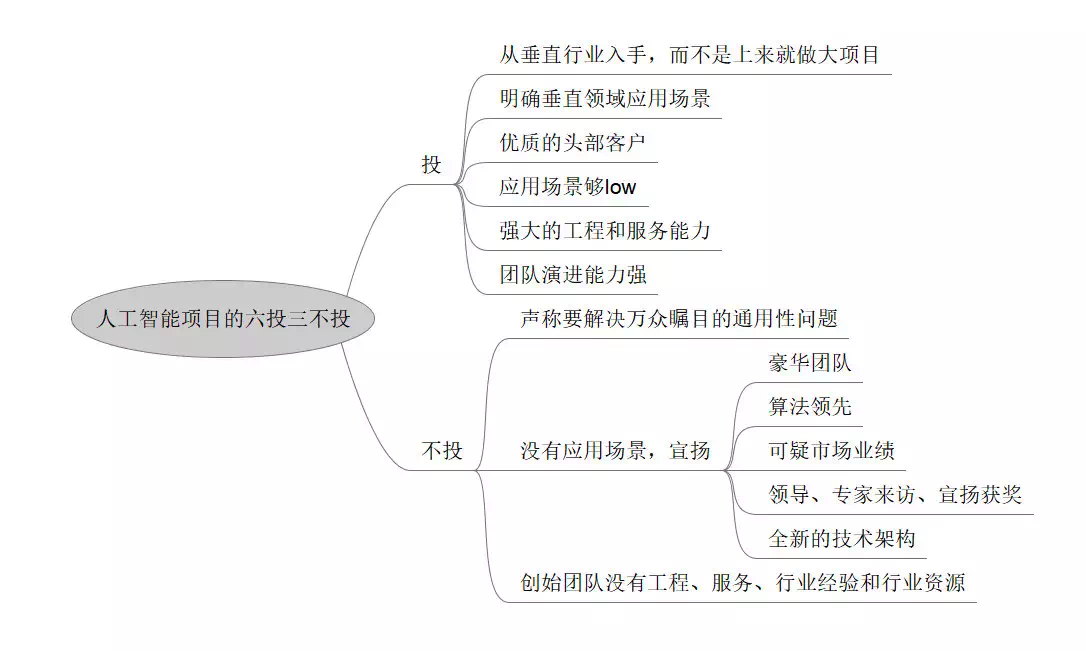 人工智能项目的六投三不投
投
从垂直行业入手，而不是上来就做大项目
明确垂直领域应用场景
优质的头部客户
应用场景够low
强大的工程和服务能力
团队演进能力强
不投
声称要解决万众瞩目的通用性问题
没有应用场景，宣扬
豪华团队
算法领先
可疑市场业绩
领导、专家来访、宣扬获奖
全新的技术架构
创始团队没有工程、服务、行业经验和行业资源